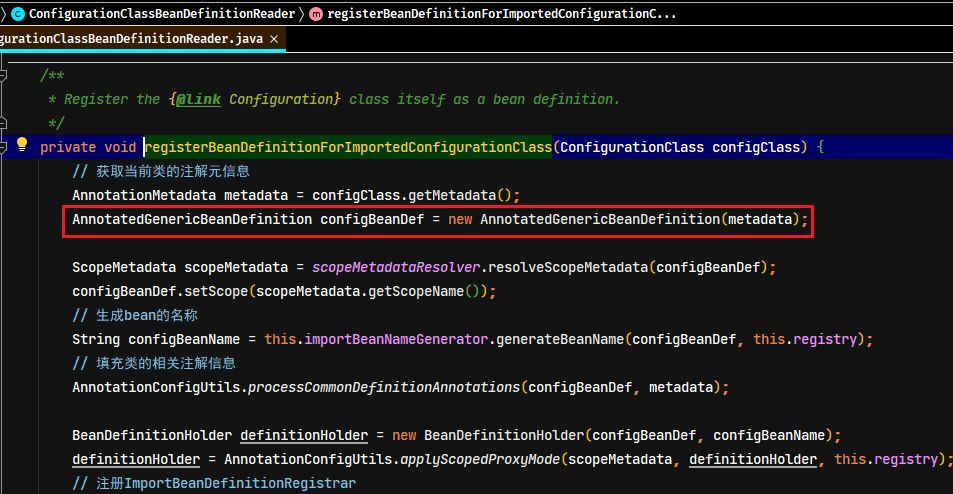 ConfigurationClassBeanDefinitionReader m registerBeanDefinitionForImportedConfigurationC...
gurationClassBeanDefinitionReader.java ×
/**
* Register the {@link Configuration} class itself as a bean definition.
*/
private void registerBeanDefinitionForImportedConfigurationClass(ConfigurationClass configClass) {
// 获取当前类的注解元信息
AnnotationMetadata metadata = configClass.getMetadata();
AnnotatedGenericBeanDefinition configBeanDef = new AnnotatedGenericBeanDefinition(metadata);
ScopeMetadata scopeMetadata = scopeMetadataResolver.resolveScopeMetadata(configBeanDef);
configBeanDef.setScope(scopeMetadata.getScopeName());
// 生成bean的名称
String configBeanName = this.importBeanNameGenerator.generateBeanName(configBeanDef, this.registry);
// 填充类的相关注解信息
AnnotationConfigUtils.processCommonDefinitionAnnotations(configBeanDef, metadata);
BeanDefinitionHolder definitionHolder = new BeanDefinitionHolder(configBeanDef, configBeanName);
definitionHolder = AnnotationConfigUtils.applyScopedProxyMode(scopeMetadata, definitionHolder, this.registry);
// 注册ImportBeanDefinitionRegistrar